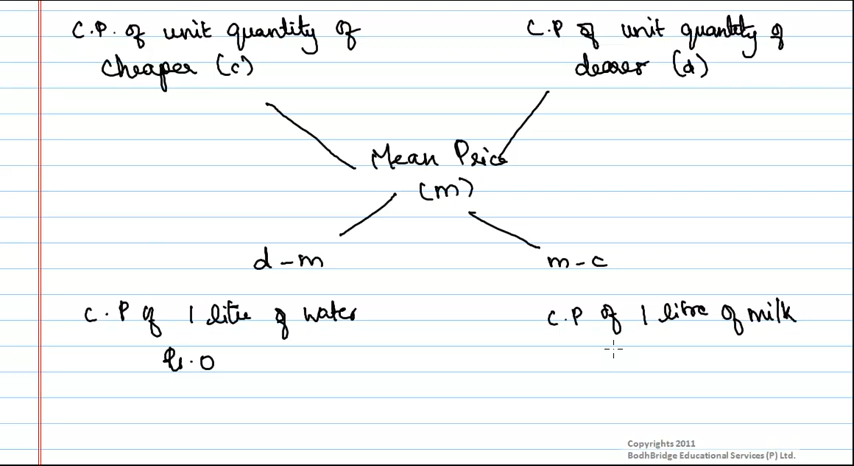 C.P. of unit quantity of
cheaper (c)
C.P of unit quantity of
dearer (d)
Mean Price
(m)
d-m
m-c
C.P of 1 litre of water
Rs.0
C.P of 1 litre of milk
Copyrights 2011
BodhBridge Educational Services (P) Ltd.